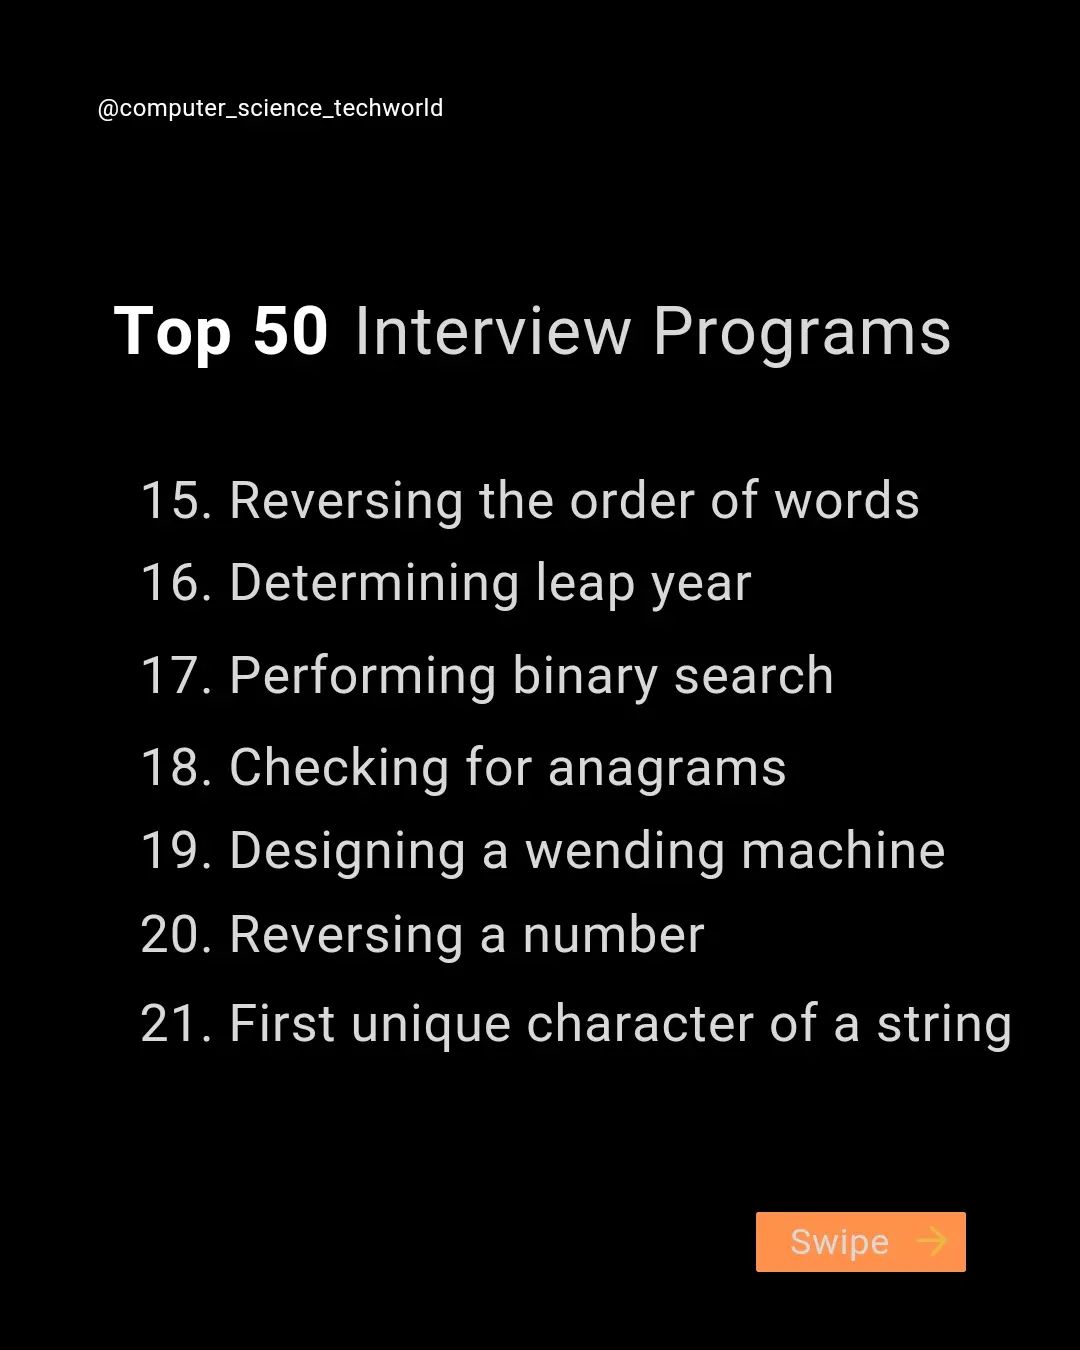 @computer_science_techworld
Top 50 Interview Programs
15. Reversing the order of words
16. Determining leap year
17. Performing binary search
18. Checking for anagrams
19. Designing a wending machine
20. Reversing a number
21. First unique character of a string
Swipe →